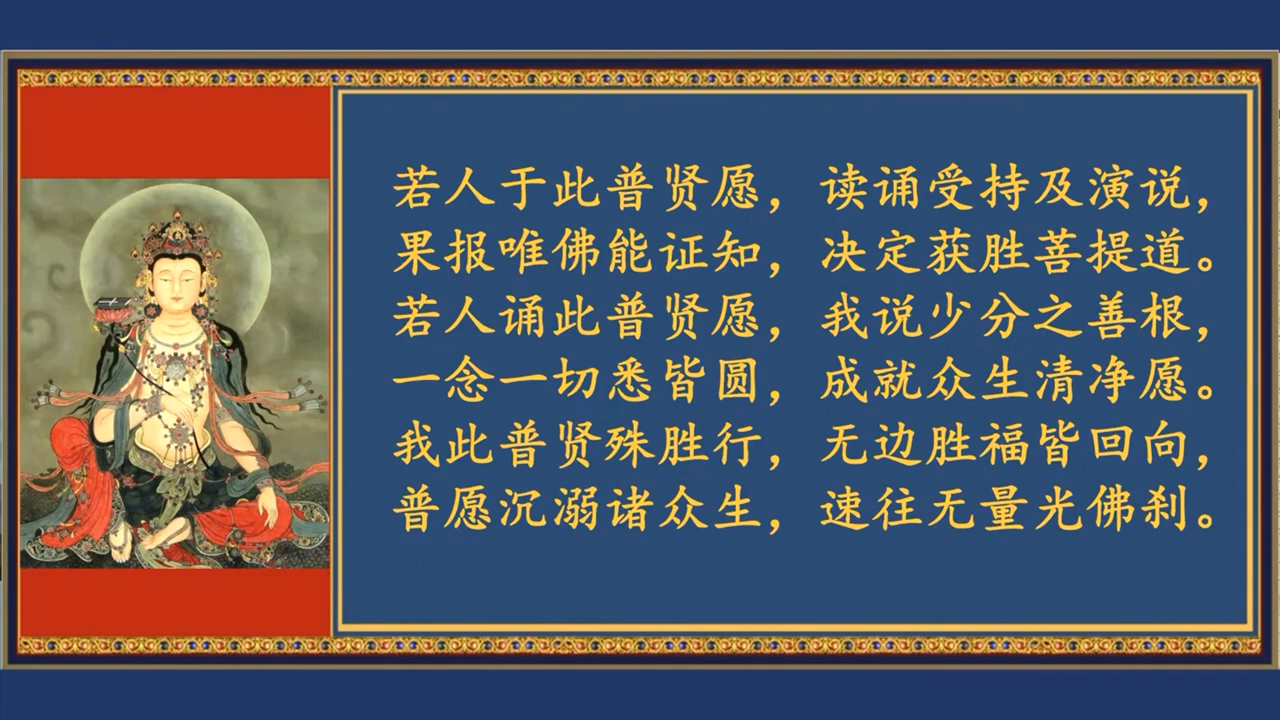 若人于此普贤愿，读诵受持及演说，
果报唯佛能证知，决定获胜菩提道。
若人诵此普贤愿，我说少分之善根，
一念一切悉皆圆，成就众生清净愿。
我此普贤殊胜行，无边胜福皆回向，
普愿沉溺诸众生，速往无量光佛刹。